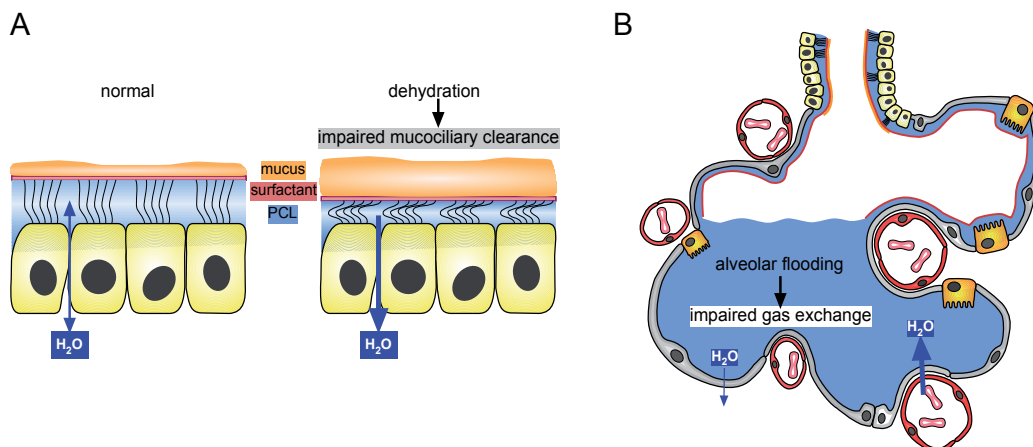 A
normal
dehydration
impaired mucociliary clearance
mucus
surfactant
PCL
H₂O
H₂O
B
alveolar flooding
impaired gas exchange
H₂O
H₂O